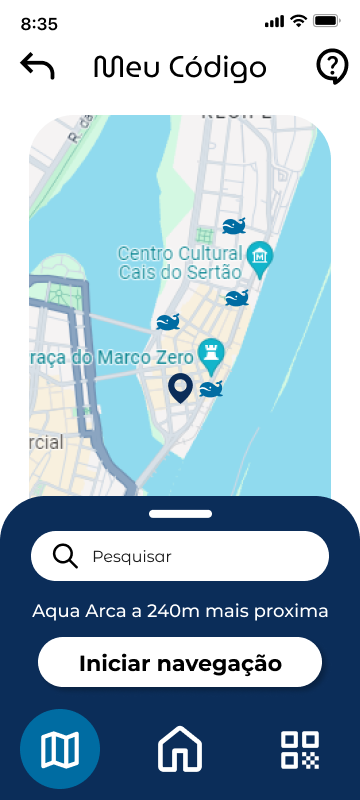 8:35
Meu Código
RECIFE
R. da
Centro Cultural
Cais do Sertão
raça do Marco Zero
rcial
Pesquisar
Aqua Arca a 240m mais proxima
Iniciar navegação